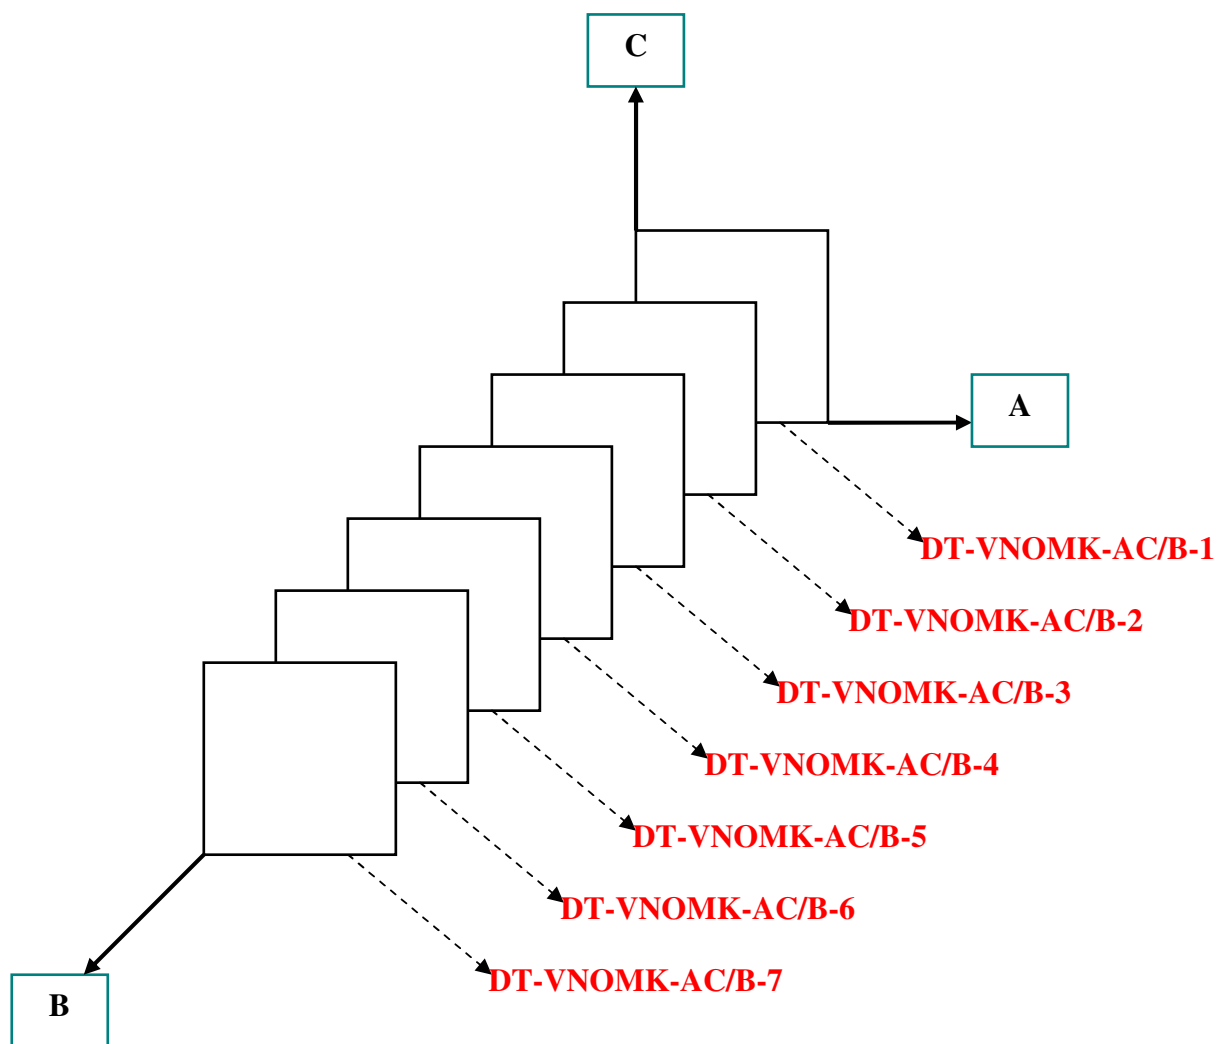 C
A
DT-VNOMK-AC/B-1
DT-VNOMK-AC/B-2
DT-VNOMK-AC/B-3
DT-VNOMK-AC/B-4
DT-VNOMK-AC/B-5
DT-VNOMK-AC/B-6
DT-VNOMK-AC/B-7
B